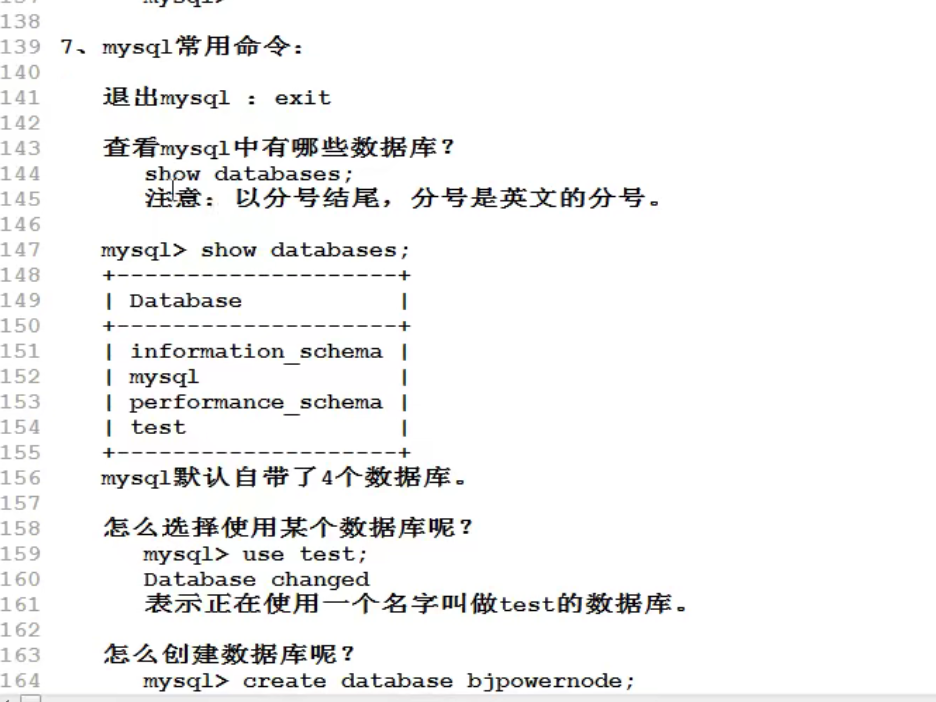 138
139 7、mysql常用命令:
140
141 退出mysql : exit
142
143 查看mysql中有哪些数据库?
144 show databases;
145 注意: 以分号结尾, 分号是英文的分号。
146
147 mysql> show databases;
148 +--------------------+
149 | Database           |
150 +--------------------+
151 | information_schema |
152 | mysql              |
153 | performance_schema |
154 | test               |
155 +--------------------+
156 mysql默认自带了4个数据库。
157
158 怎么选择使用某个数据库呢?
159 mysql> use test;
160 Database changed
161 表示正在使用一个名字叫做test的数据库。
162
163 怎么创建数据库呢?
164 mysql> create database bjpowernode;